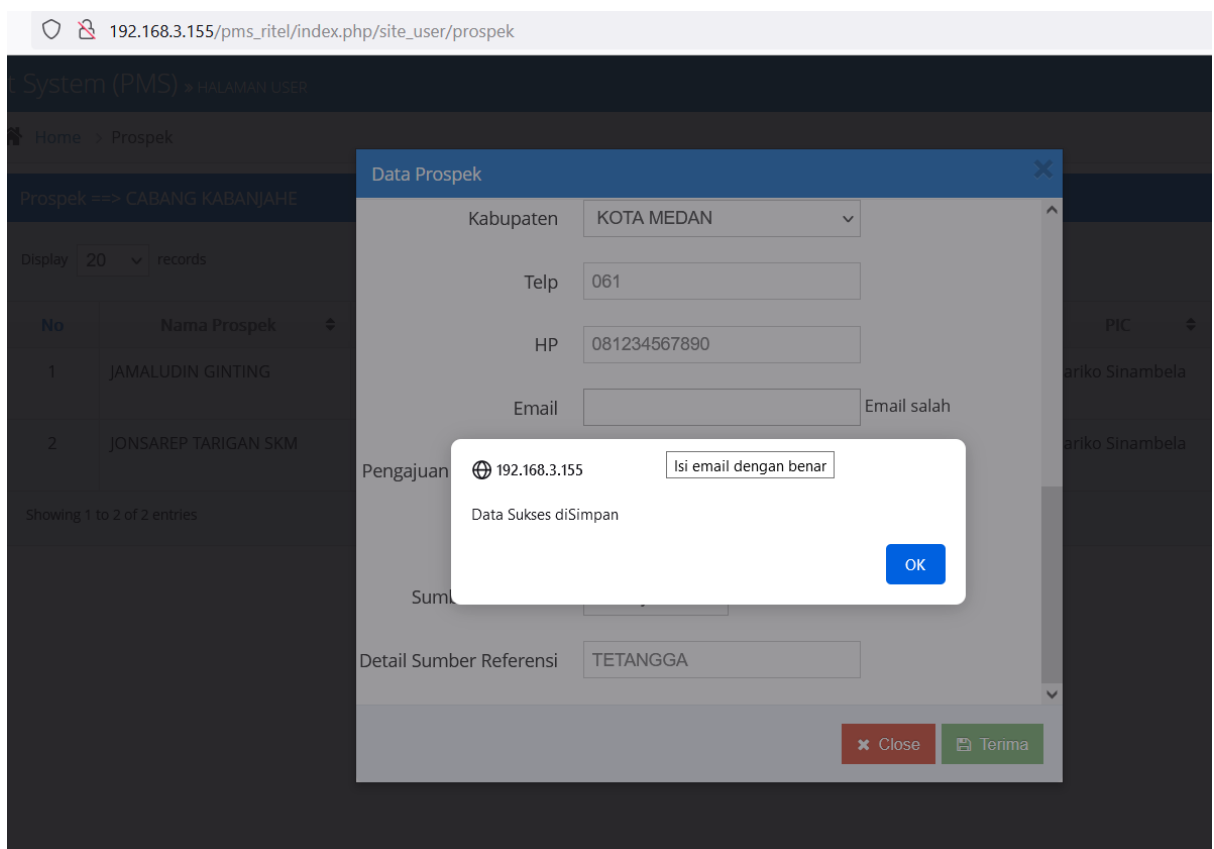 192.168.3.155/pms_ritel/index.php/site_user/prospek
System (PMS) » HALAMAN USER
Home > Prospek
Data Prospek
Prospek ==> CABANG KABANJAHE
Kabupaten KOTA MEDAN
Display 20 records
Telp 061
No Nama Prospek PIC
HP 081234567890
1 JAMALUDIN GINTING ariko Sinambela
Email Email salah
2 JONSAREP TARIGAN SKM ariko Sinambela
Pengajuan
192.168.3.155 Isi email dengan benar
Showing 1 to 2 of 2 entries
Data Sukses diSimpan
OK
Detail Sumber Referensi TETANGGA
Close Terima